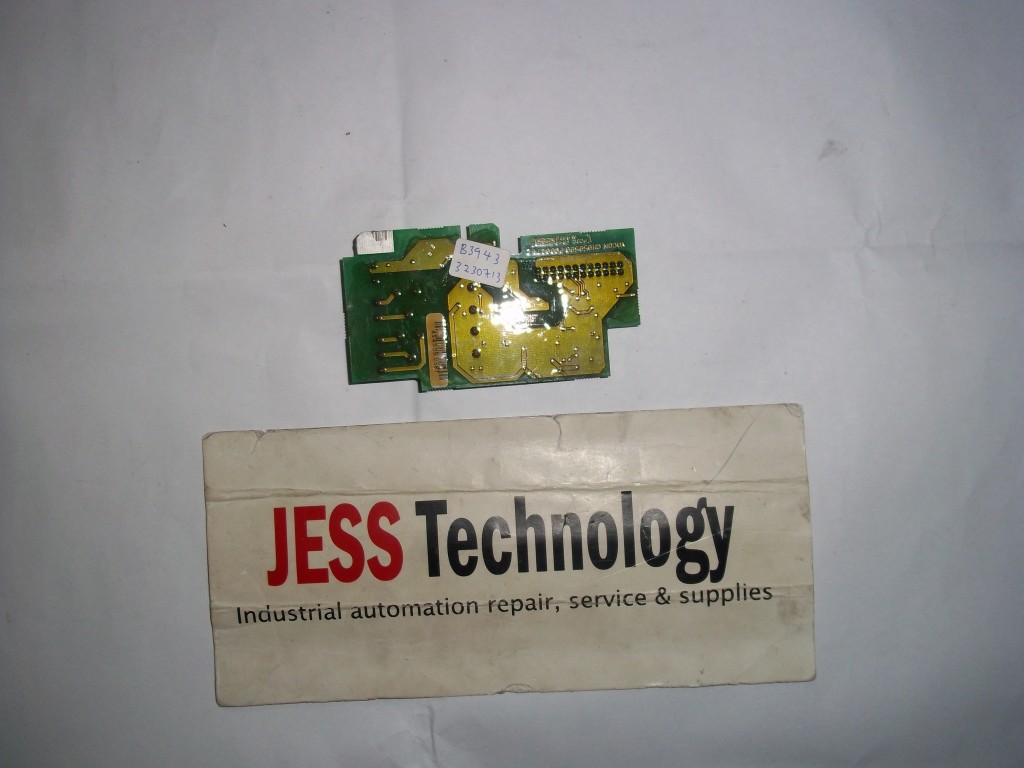 B3943
3230713
JESS Technology
Industrial automation repair, service & supplies